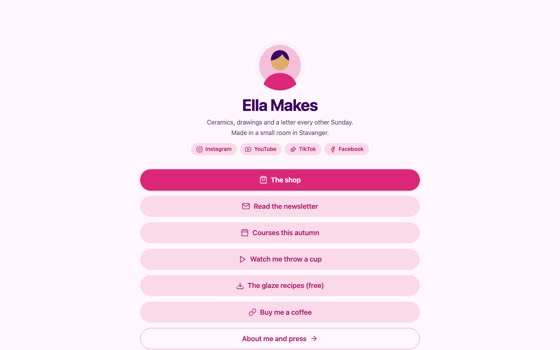 Ella Makes
Ceramics, drawings and a letter every other Sunday.
Made in a small room in Stavanger.
Instagram
YouTube
TikTok
Facebook
The shop
Read the newsletter
Courses this autumn
Watch me throw a cup
The glaze recipes (free)
Buy me a coffee
About me and press